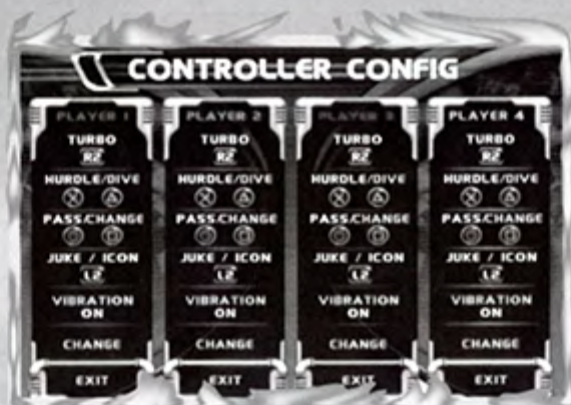 CONTROLLER CONFIG
PLAYER 1
TURBO
R2
HURDLE/DIVE
PASS.CHANGE
JUKE / ICON
L2
VIBRATION
ON
CHANGE
EXIT
PLAYER 2
TURBO
R2
HURDLE/DIVE
PASS.CHANGE
JUKE / ICON
L2
VIBRATION
ON
CHANGE
EXIT
PLAYER 3
TURBO
R2
HURDLE/DIVE
PASS.CHANGE
JUKE / ICON
L2
VIBRATION
ON
CHANGE
EXIT
PLAYER 4
TURBO
R2
HURDLE/DIVE
PASS.CHANGE
JUKE / ICON
L2
VIBRATION
ON
CHANGE
EXIT